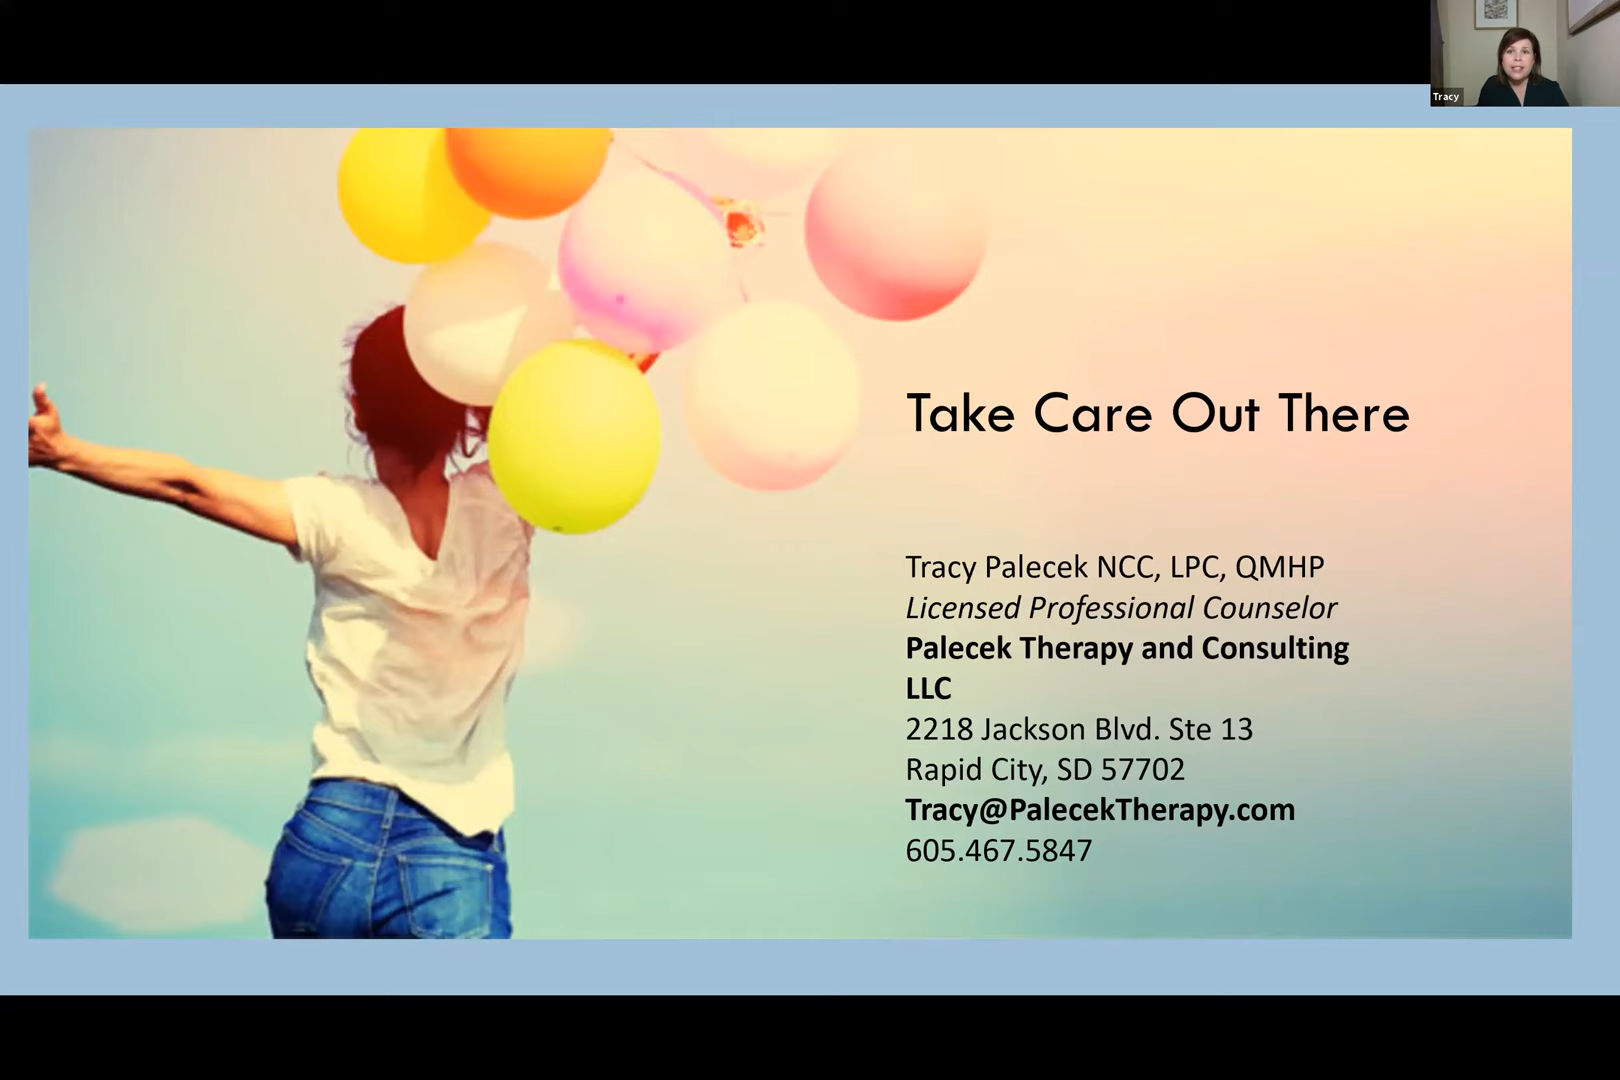 Tracy
Take Care Out There
Tracy Palecek NCC, LPC, QMHP
Licensed Professional Counselor
Palecek Therapy and Consulting
LLC
2218 Jackson Blvd. Ste 13
Rapid City, SD 57702
Tracy@PalecekTherapy.com
605.467.5847